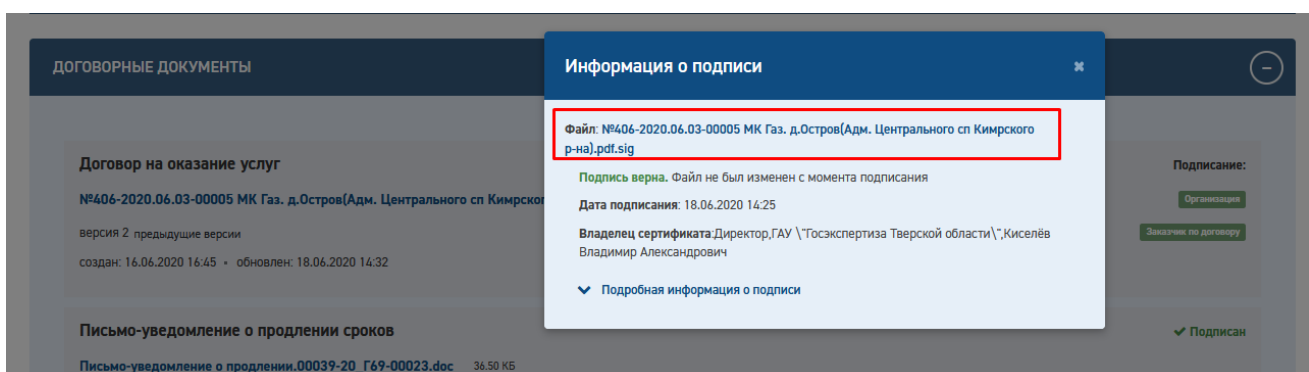 ДОГОВОРНЫЕ ДОКУМЕНТЫ
Информация о подписи
Файл: №406-2020.06.03-00005 МК Газ. д.Остров(Адм. Центрального сп Кимрского
р-на).pdf.sig
Подпись верна. Файл не был изменен с момента подписания
Дата подписания: 18.06.2020 14:25
Владелец сертификата:Директор,ГАУ \"Госэкспертиза Тверской области\",Киселёв
Владимир Александрович
Подробная информация о подписи
Договор на оказание услуг
Подписание:
№406-2020.06.03-00005 МК Газ. д.Остров(Адм. Центрального сп Кимрског
Организация
версия 2 предыдущие версии
Заказчик по договору
создан: 16.06.2020 16:45 • обновлен: 18.06.2020 14:32
Письмо-уведомление о продлении сроков
Подписан
Письмо-уведомление о продлении.00039-20_Г69-00023.doc 36.50 КБ